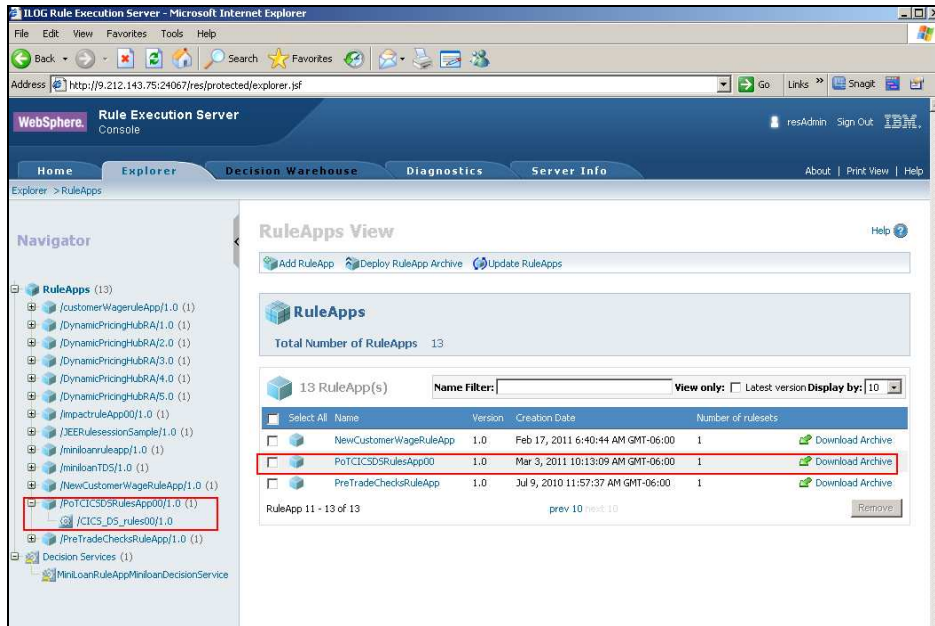 ILOG Rule Execution Server - Microsoft Internet Explorer
File Edit View Favorites Tools Help
Back Search Favorites
Address http://9.212.143.75:24067/res/protected/explorer.jsf Go Links » Snagit
WebSphere. Rule Execution Server
Console
resAdmin Sign Out IBM.
Home Explorer Decision Warehouse Diagnostics Server Info About | Print View | Help
Explorer > RuleApps
Navigator
RuleApps (13)
/customerWageruleApp/1.0 (1)
/DynamicPricingHubRA/1.0 (1)
/DynamicPricingHubRA/2.0 (1)
/DynamicPricingHubRA/3.0 (1)
/DynamicPricingHubRA/4.0 (1)
/DynamicPricingHubRA/5.0 (1)
/ImpactruleApp00/1.0 (1)
/JEERulesessionSample/1.0 (1)
/miniloanruleapp/1.0 (1)
/miniloanTDS/1.0 (1)
/NewCustomerWageRuleApp/1.0 (1)
/PoTCICSDSRulesApp00/1.0 (1)
/CICS_DS_rules00/1.0
/PreTradeChecksRuleApp/1.0 (1)
Decision Services (1)
MiniLoanRuleAppMiniloanDecisionService
RuleApps View Help
Add RuleApp Deploy RuleApp Archive Update RuleApps
RuleApps
Total Number of RuleApps 13
13 RuleApp(s) Name Filter: View only: Latest version Display by: 10
Select All Name Version Creation Date Number of rulesets
NewCustomerWageRuleApp 1.0 Feb 17, 2011 6:40:44 AM GMT-06:00 1 Download Archive
PoTCICSDSRulesApp00 1.0 Mar 3, 2011 10:13:09 AM GMT-06:00 1 Download Archive
PreTradeChecksRuleApp 1.0 Jul 9, 2010 11:57:37 AM GMT-06:00 1 Download Archive
RuleApp 11 - 13 of 13 prev 10 next 10 Remove